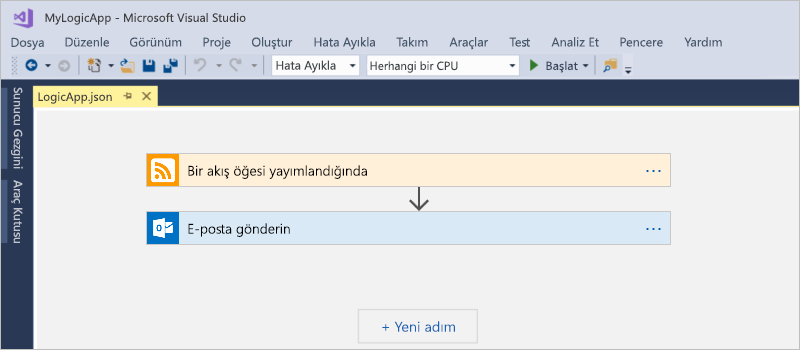 MyLogicApp - Microsoft Visual Studio
Dosya Düzenle Görünüm Proje Oluştur Hata Ayıkla Takım Araçlar Test Analiz Et Pencere Yardım
Hata Ayıkla Herhangi bir CPU Başlat
Sunucu Gezgini
Araç Kutusu
LogicApp.json
Bir akış öğesi yayımlandığında
E-posta gönderin
+ Yeni adım